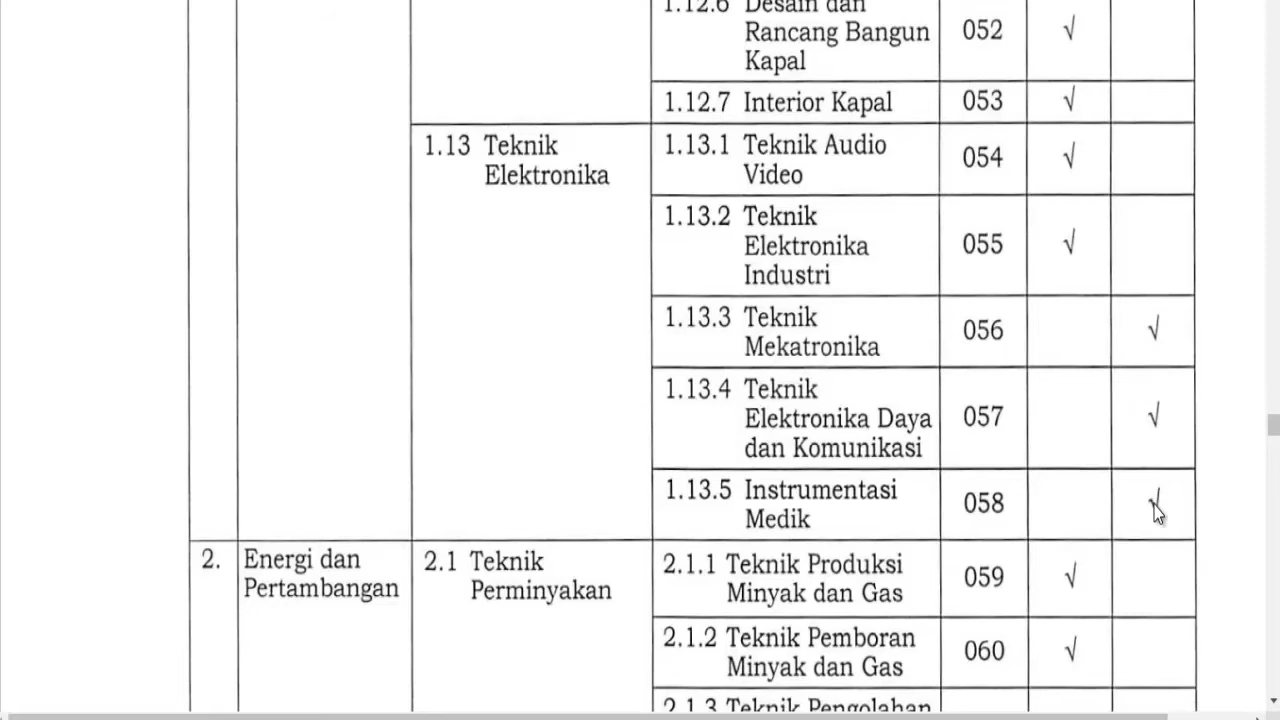 1.12.6 Desain dan
Rancang Bangun
Kapal
052 √
1.12.7 Interior Kapal 053 √
1.13 Teknik
Elektronika
1.13.1 Teknik Audio
Video
054 √
1.13.2 Teknik
Elektronika
Industri
055 √
1.13.3 Teknik
Mekatronika
056 √
1.13.4 Teknik
Elektronika Daya
dan Komunikasi
057 √
1.13.5 Instrumentasi
Medik
058 √
2. Energi dan
Pertambangan
2.1 Teknik
Perminyakan
2.1.1 Teknik Produksi
Minyak dan Gas
059 √
2.1.2 Teknik Pemboran
Minyak dan Gas
060 √
2.1.3 Teknik Pengolahan